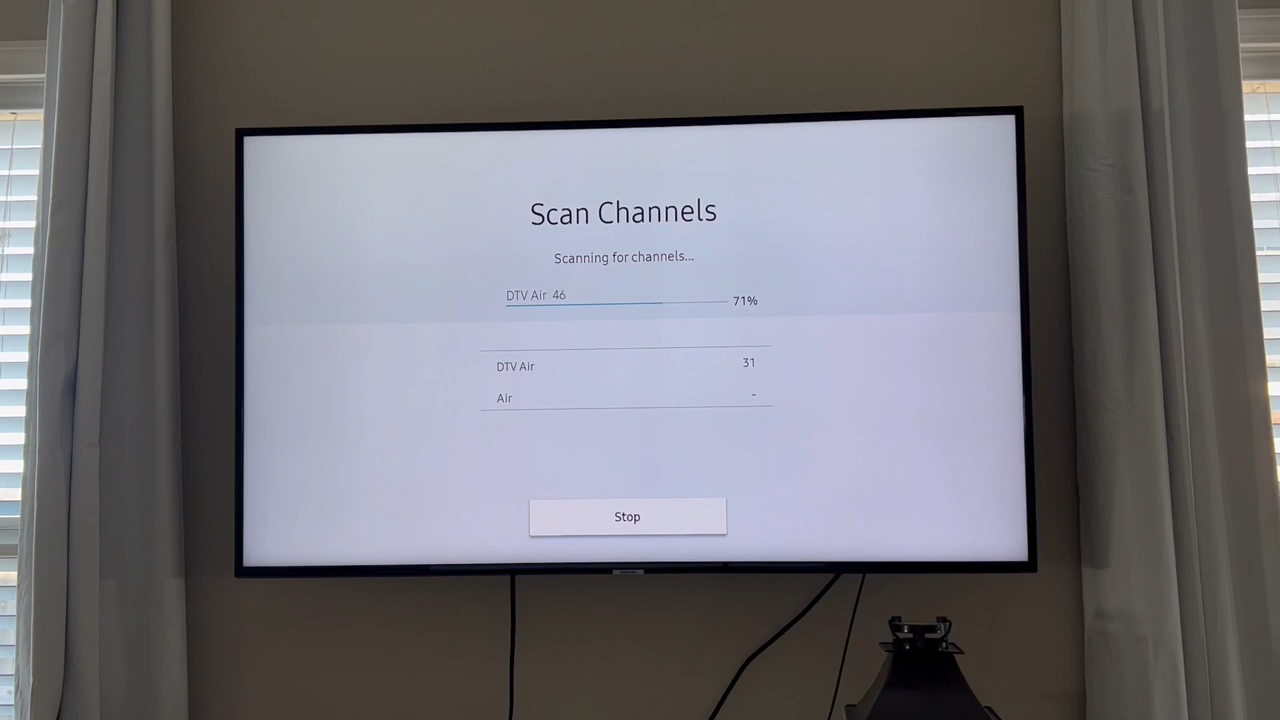 Scan Channels
Scanning for channels...
DTV Air 46
71%
DTV Air 31
Air -
Stop